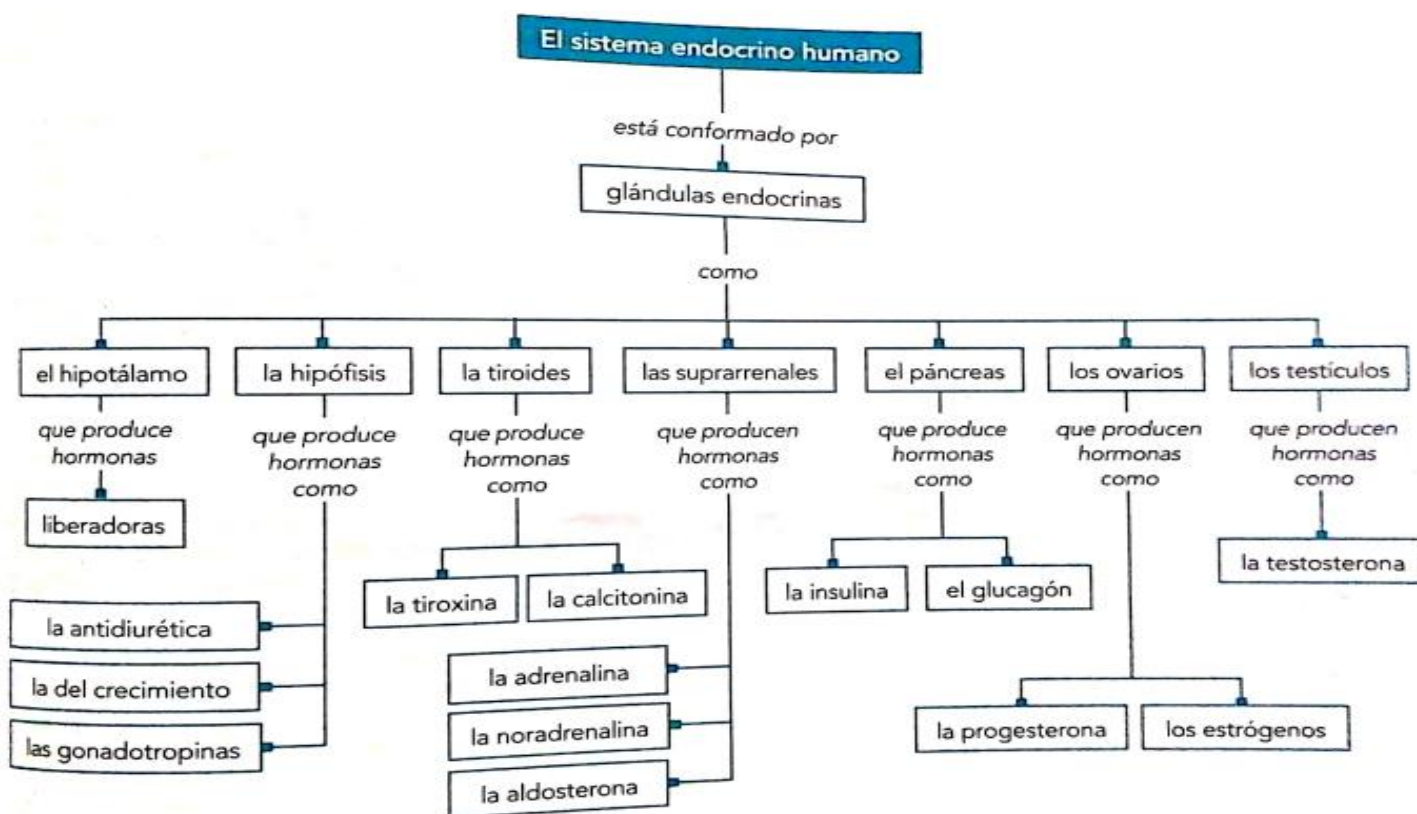 El sistema endocrino humano
está conformado por
glándulas endocrinas
como
el hipotálamo
la hipófisis
la tiroides
las suprarrenales
el páncreas
los ovarios
los testículos
que produce
hormonas
que produce
hormonas
como
que produce
hormonas
como
que producen
hormonas
como
que produce
hormonas
como
que producen
hormonas
como
que producen
hormonas
como
liberadoras
la antidiurética
la del crecimiento
las gonadotropinas
la tiroxina
la calcitonina
la adrenalina
la noradrenalina
la aldosterona
la insulina
el glucagón
la progesterona
los estrógenos
la testosterona